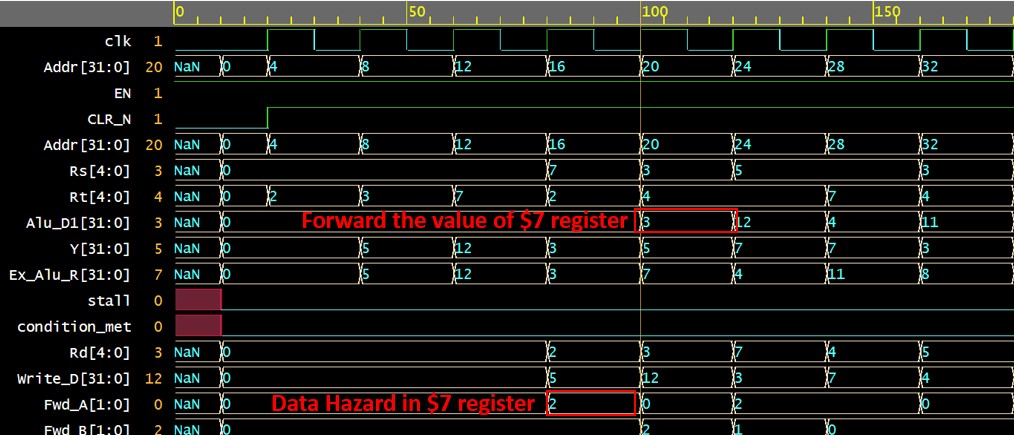 0 50 100 150
clk 1
Addr[31:0] 20 NaN 0 4 8 12 16 20 24 28 32
EN 1
CLR_N 1
Addr[31:0] 20 NaN 0 4 8 12 16 20 24 28 32
Rs[4:0] 3 NaN 0 7 3 5 3
Rt[4:0] 4 NaN 0 2 3 7 2 4 7 4
Alu_D1[31:0] 3 NaN 0 Forward the value of $7 register 3 12 4 11
Y[31:0] 5 NaN 0 5 12 3 5 7 7 3
Ex_Alu_R[31:0] 7 NaN 0 5 12 3 7 4 11 8
stall 0
condition_met 0
Rd[4:0] 3 NaN 0 2 3 7 4 5
Write_D[31:0] 12 NaN 0 5 12 3 7 4
Fwd_A[1:0] 0 NaN 0 Data Hazard in $7 register 2 0 2 0
Fwd_B[1:0] 2 NaN 0 2 1 0